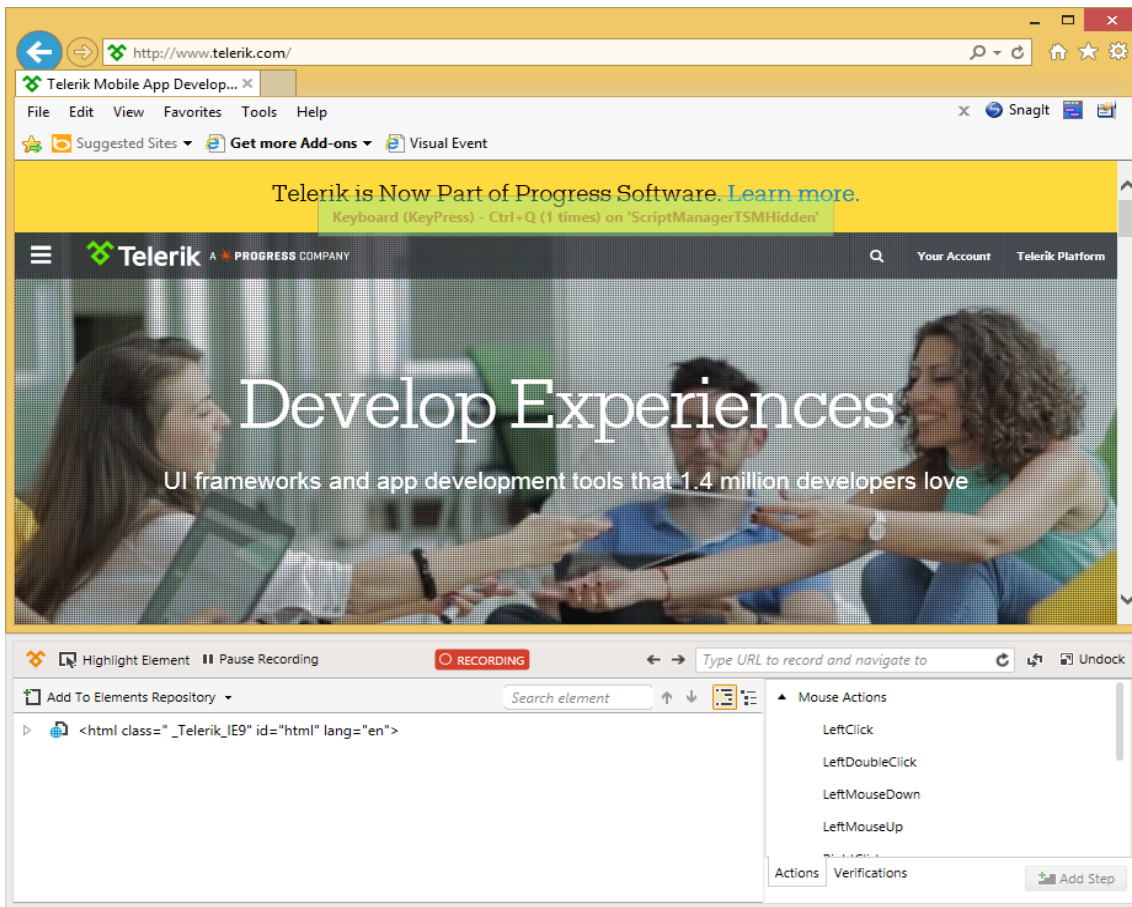 http://www.telerik.com/
Telerik Mobile App Develop...
File Edit View Favorites Tools Help
SnagIt
Suggested Sites Get more Add-ons Visual Event
Telerik is Now Part of Progress Software. Learn more.
Keyboard (KeyPress) - Ctrl+Q (1 times) on 'ScriptManagerTSMHidden'
Telerik A PROGRESS COMPANY
Your Account Telerik Platform
Develop Experiences
UI frameworks and app development tools that 1.4 million developers love
Highlight Element Pause Recording RECORDING Type URL to record and navigate to Undock
Add To Elements Repository Search element
<html class=" _Telerik_IE9" id="html" lang="en">
Mouse Actions
LeftClick
LeftDoubleClick
LeftMouseDown
LeftMouseUp
Actions Verifications
Add Step